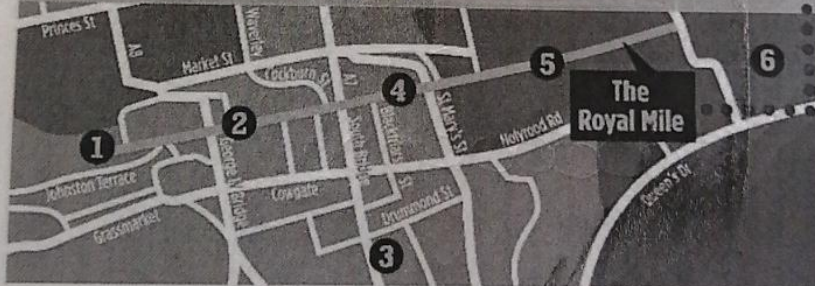 Princes St
A8
Waverley
Market St
Cockburn St
A7
6
5
4
The
Royal Mile
2
St Mary's St
Holyrood Rd
1
South Bridge
Blackfriars St
George IV Bridge
Johnston Terrace
Cowgate
Queen's Dr
Drummond St
Grassmarket
3